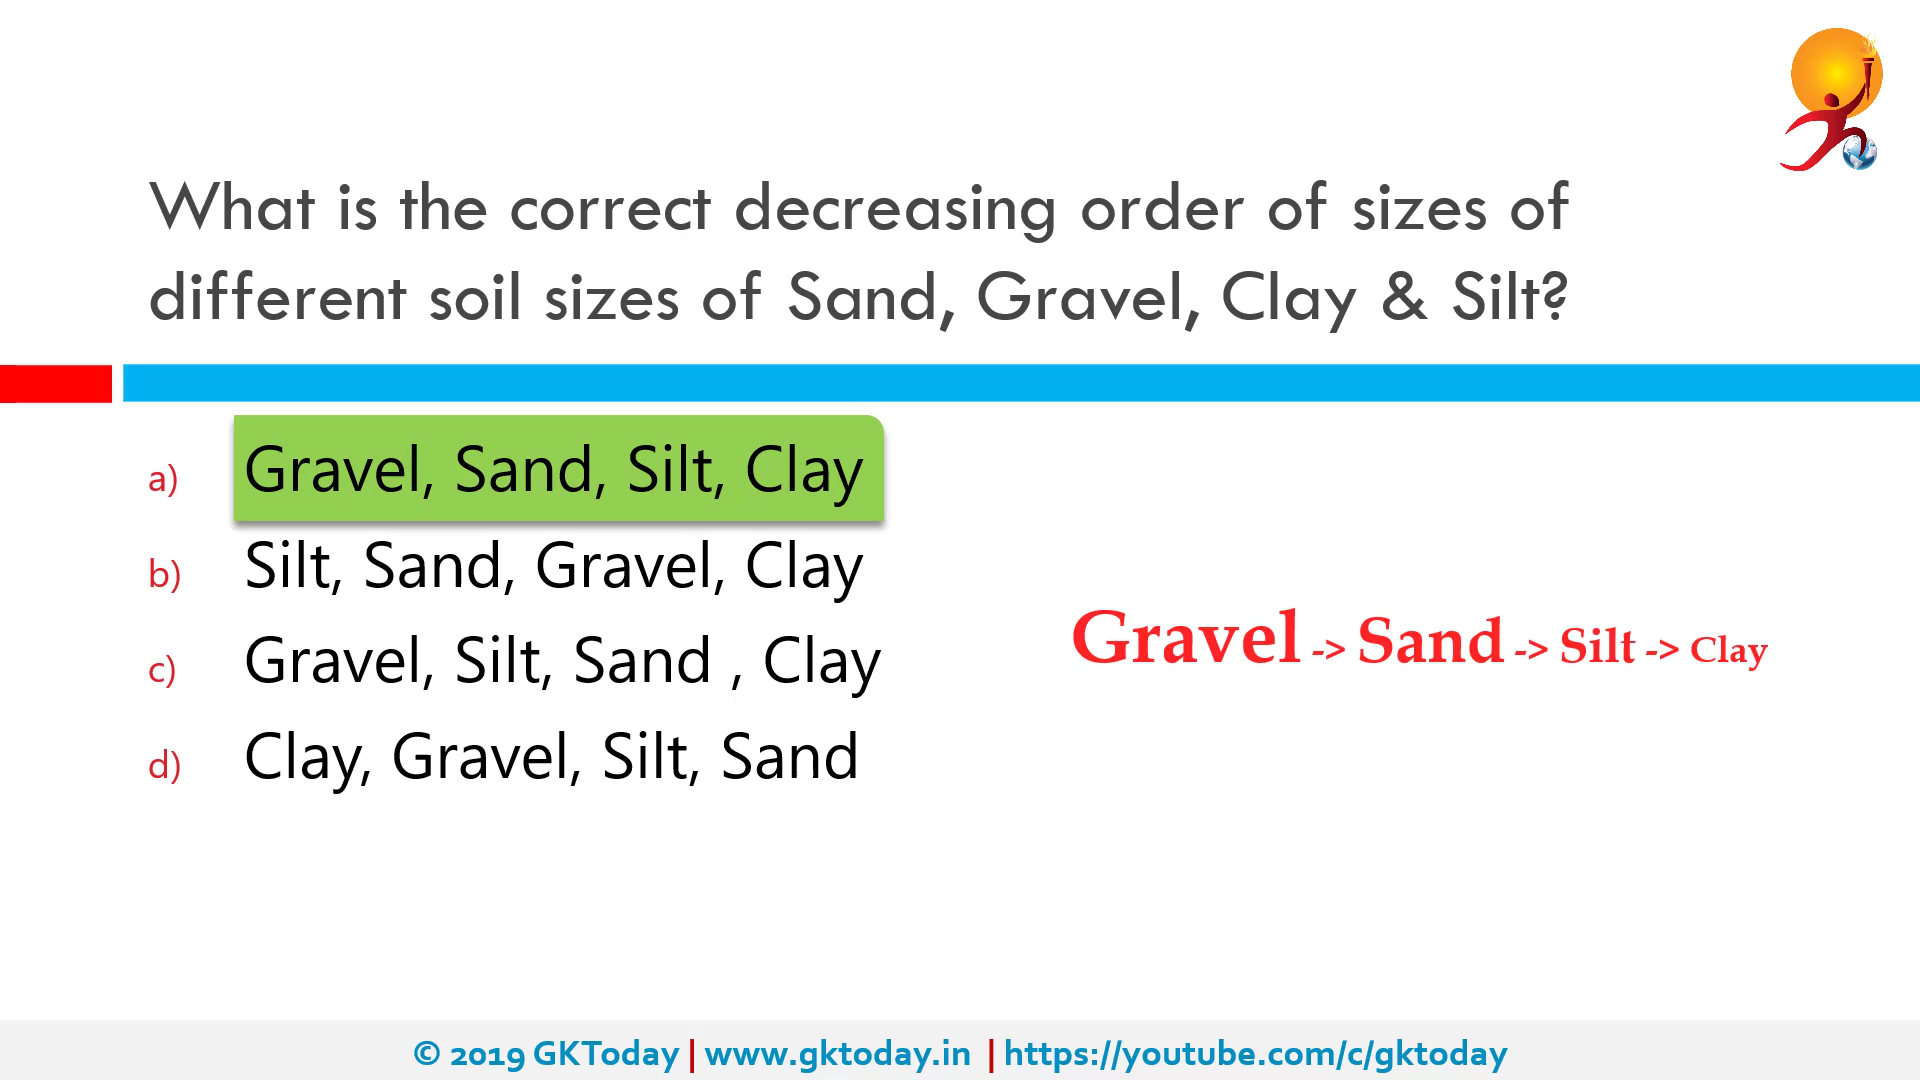 What is the correct decreasing order of sizes of
different soil sizes of Sand, Gravel, Clay & Silt?
a) Gravel, Sand, Silt, Clay
b) Silt, Sand, Gravel, Clay
c) Gravel, Silt, Sand , Clay
d) Clay, Gravel, Silt, Sand
Gravel -> Sand -> Silt -> Clay
© 2019 GKToday | www.gktoday.in | https://youtube.com/c/gktoday